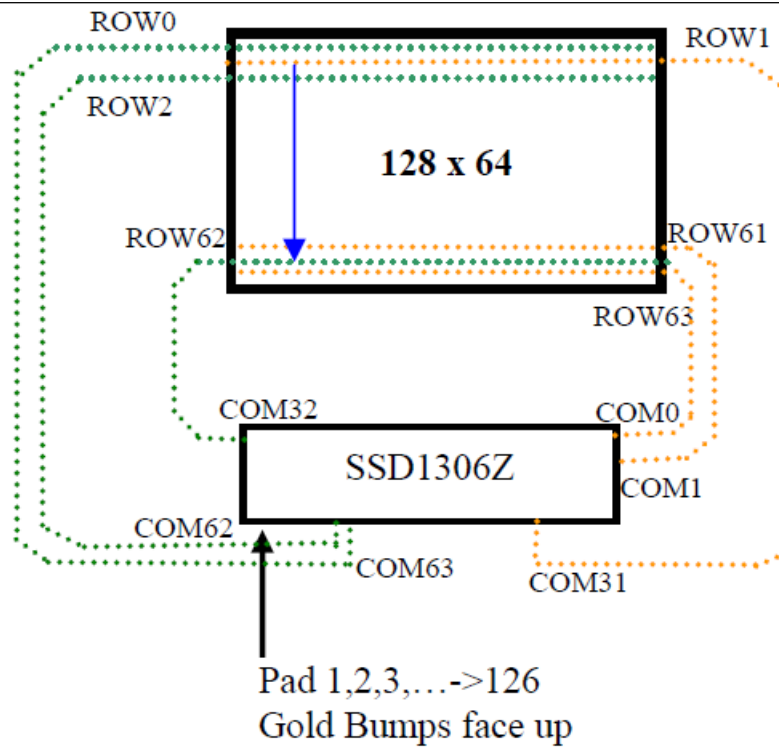 ROW0
ROW1
ROW2
128 x 64
ROW62
ROW61
ROW63
COM32
COM0
SSD1306Z
COM1
COM62
COM63
COM31
Pad 1,2,3,…->126
Gold Bumps face up